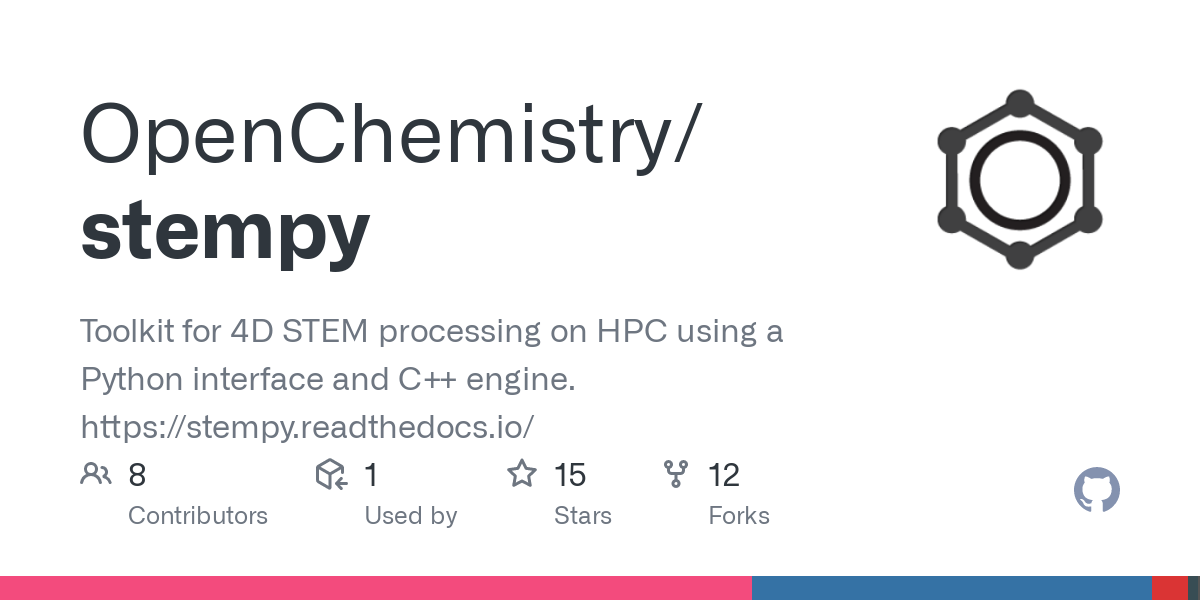 OpenChemistry/
stempy
Toolkit for 4D STEM processing on HPC using a
Python interface and C++ engine.
https://stempy.readthedocs.io/
8 1 15 12
Contributors Used by Stars Forks